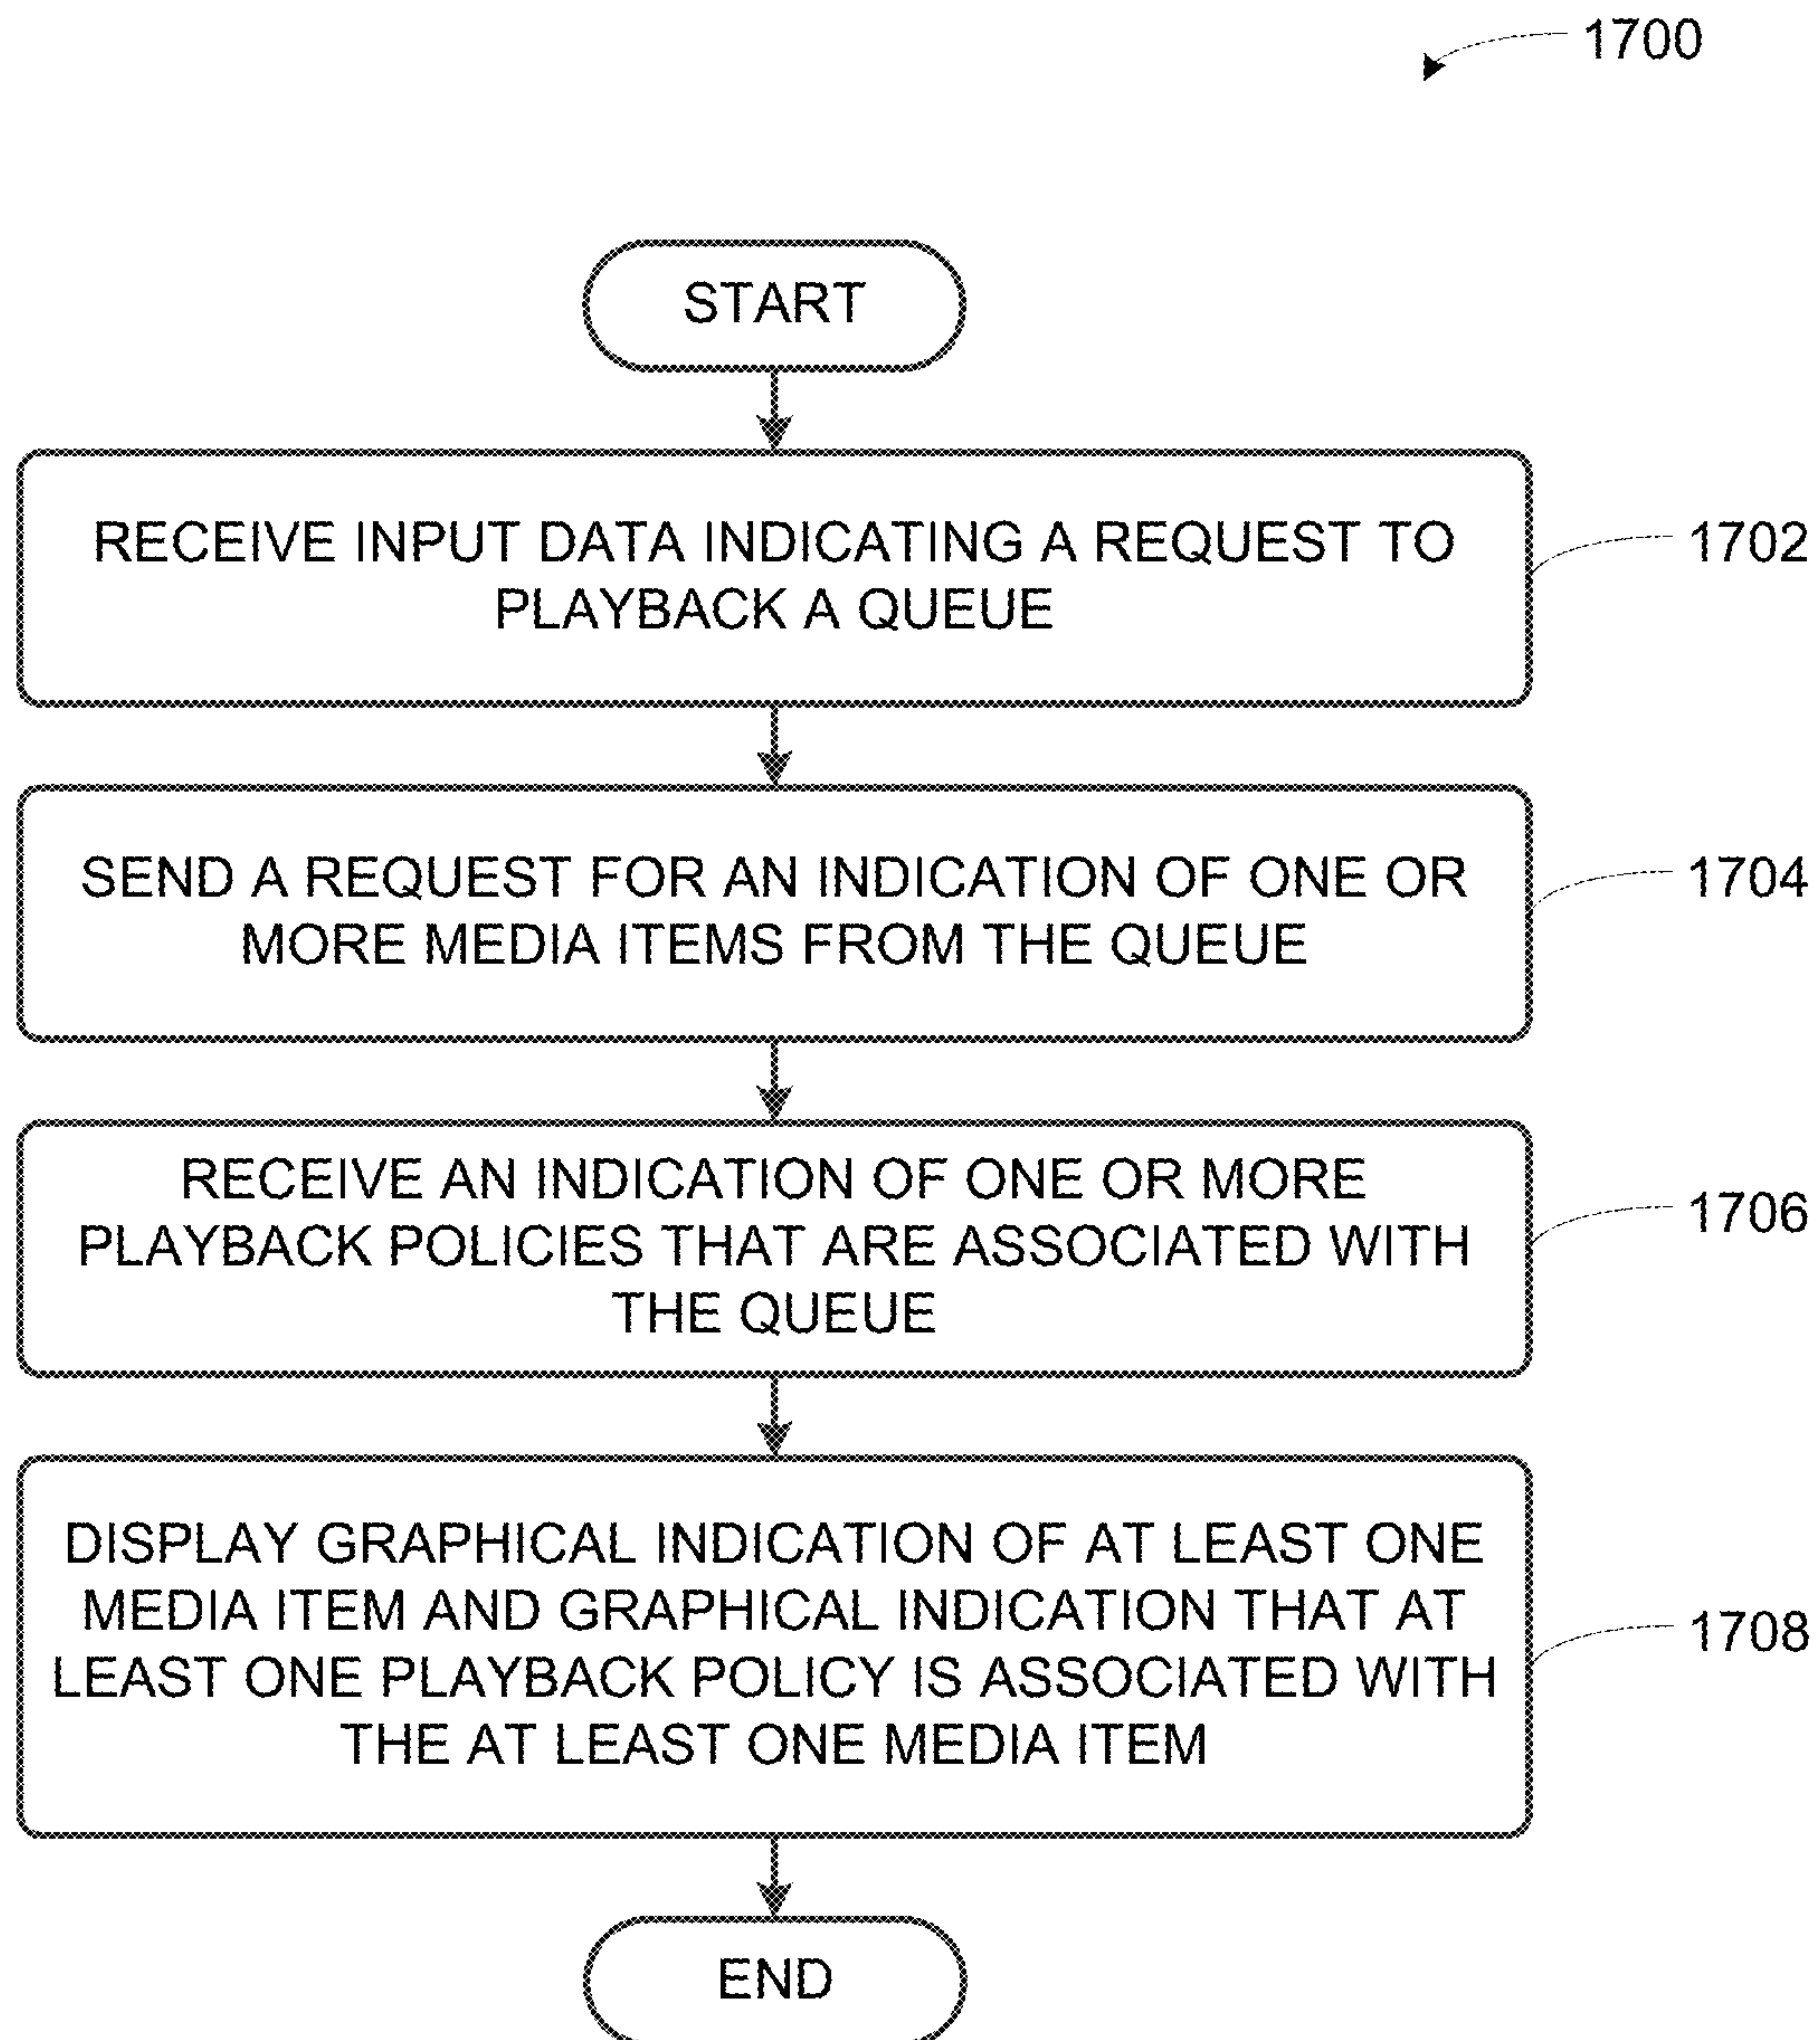 1700
START
RECEIVE INPUT DATA INDICATING A REQUEST TO
PLAYBACK A QUEUE
1702
SEND A REQUEST FOR AN INDICATION OF ONE OR
MORE MEDIA ITEMS FROM THE QUEUE
1704
RECEIVE AN INDICATION OF ONE OR MORE
PLAYBACK POLICIES THAT ARE ASSOCIATED WITH
THE QUEUE
1706
DISPLAY GRAPHICAL INDICATION OF AT LEAST ONE
MEDIA ITEM AND GRAPHICAL INDICATION THAT AT
LEAST ONE PLAYBACK POLICY IS ASSOCIATED WITH
THE AT LEAST ONE MEDIA ITEM
1708
END